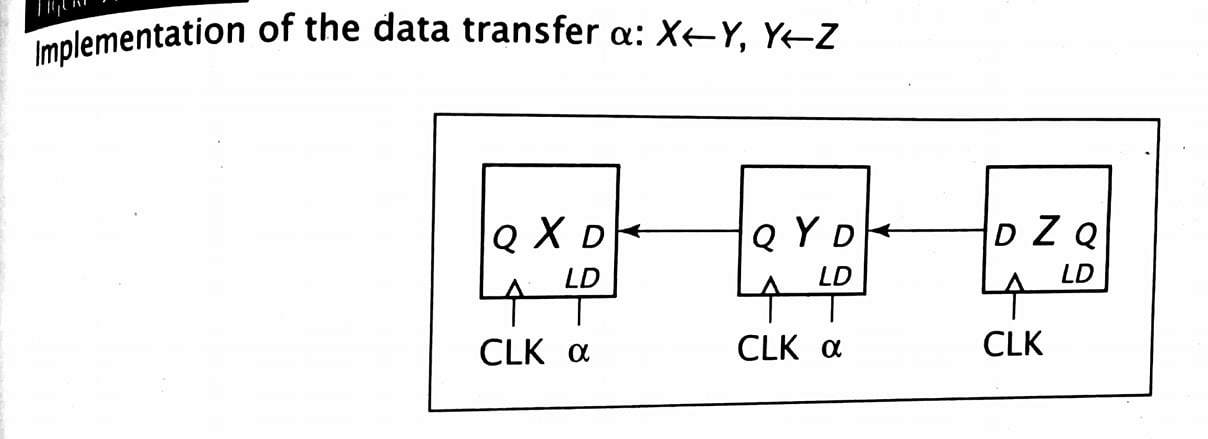 Implementation of the data transfer α: X←Y, Y←Z
Q X D
LD
CLK α
Q Y D
LD
CLK α
D Z Q
LD
CLK